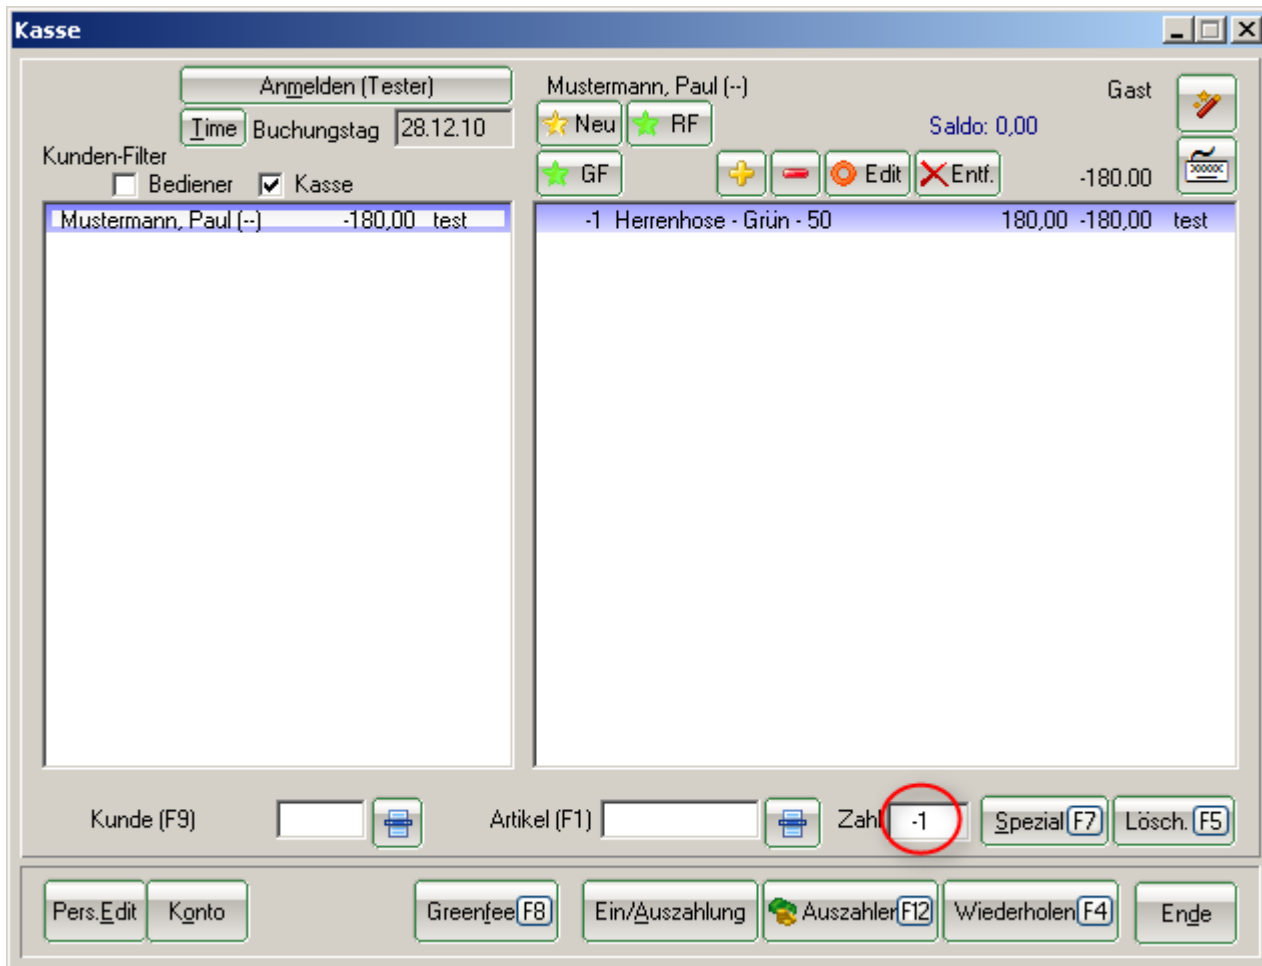 Kasse
Anmelden (Tester)
Mustermann, Paul (--)
Gast
Time
Buchungstag
28.12.10
Neu
RF
Saldo: 0,00
Kunden-Filter
Bediener
Kasse
GF
Edit
Entf.
-180.00
Mustermann, Paul (--) -180,00 test
-1 Herrenhose - Grün - 50 180,00 -180,00 test
Kunde (F9)
Artikel (F1)
Zahl
-1
Spezial F7
Lösch. F5
Pers.Edit
Konto
Greenfee F8
Ein/Auszahlung
Auszahler F12
Wiederholen F4
Ende